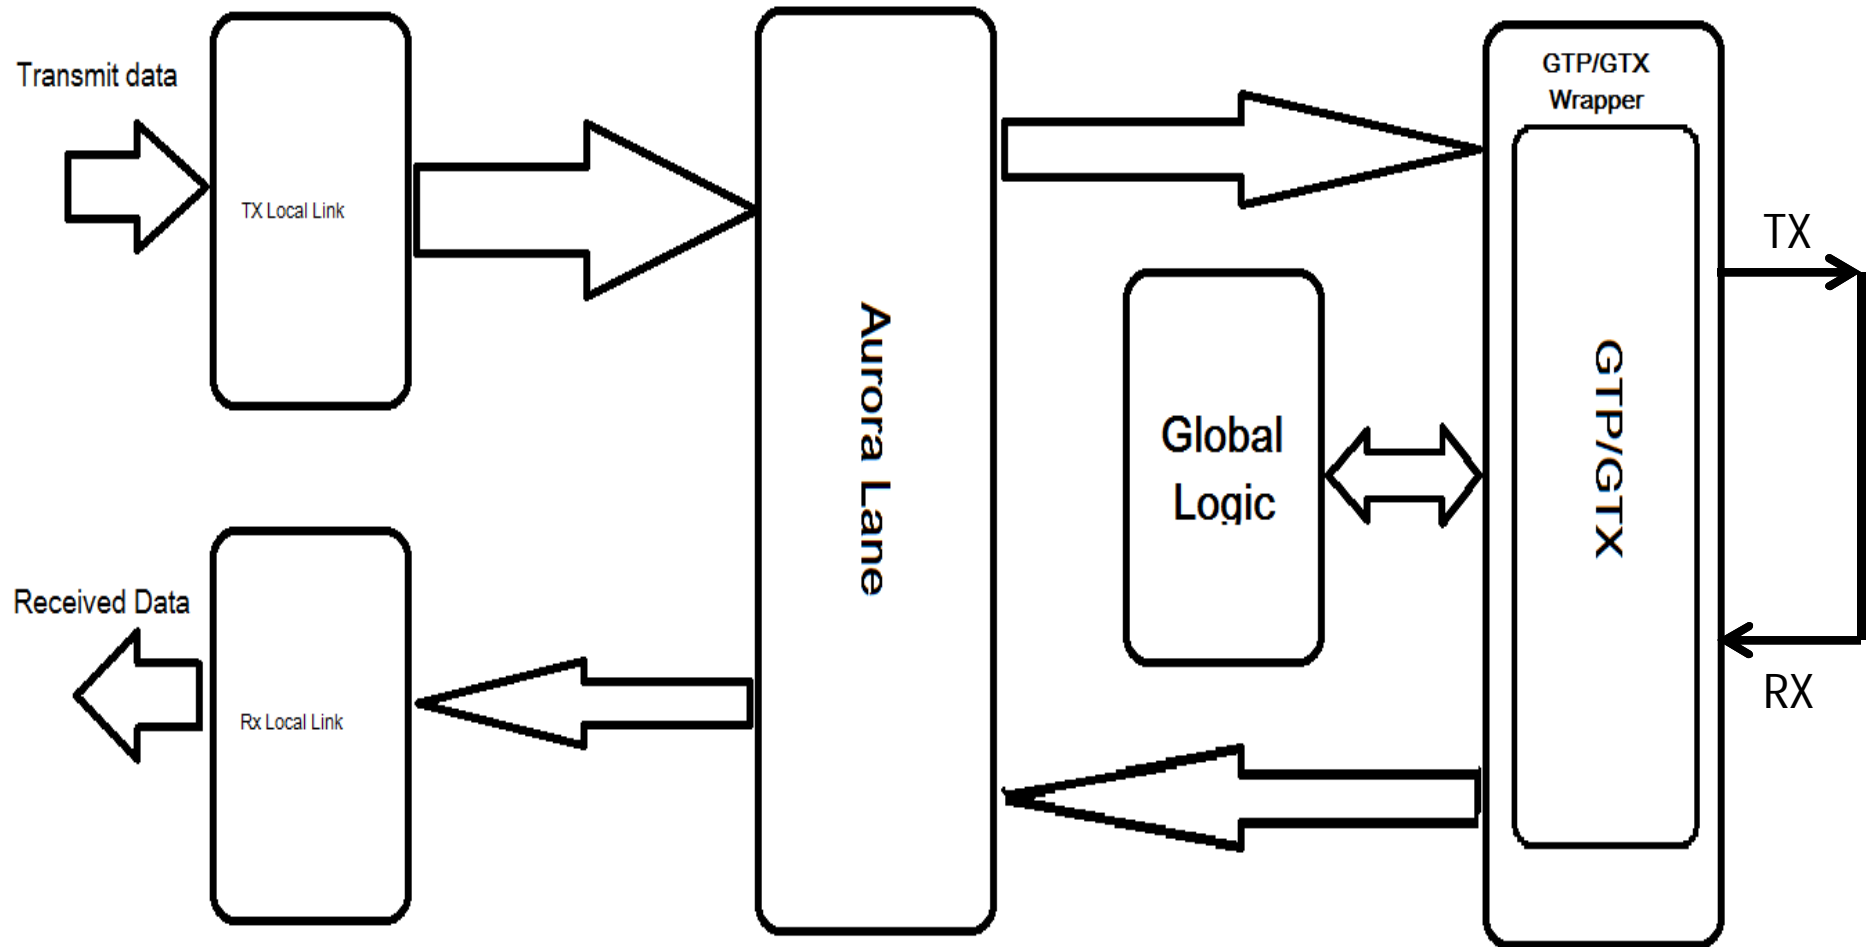 Transmit data
TX Local Link
Received Data
Rx Local Link
Aurora Lane
Global
Logic
GTP/GTX
Wrapper
GTP/GTX
TX
RX